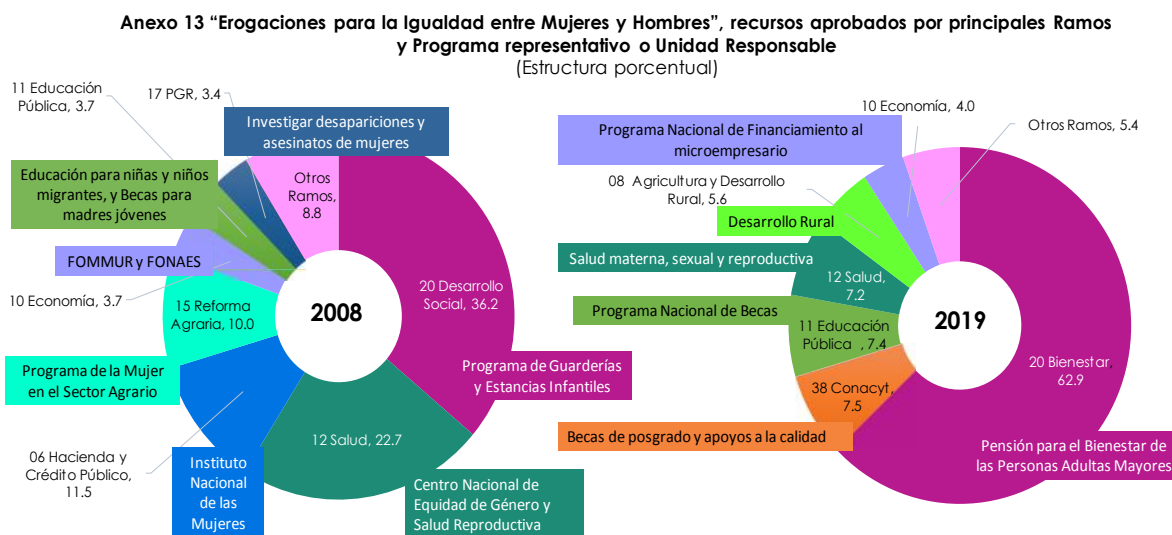 Anexo 13 “Erogaciones para la Igualdad entre Mujeres y Hombres”, recursos aprobados por principales Ramos
y Programa representativo o Unidad Responsable
(Estructura porcentual)
11 Educación
Pública, 3.7
17 PGR, 3.4
Investigar desapariciones y
asesinatos de mujeres
Educación para niñas y niños
migrantes, y Becas para
madres jóvenes
Otros
Ramos,
8.8
FOMMUR y FONAES
10 Economía, 3.7
15 Reforma
Agraria, 10.0
Programa de la Mujer
en el Sector Agrario
06 Hacienda y
Crédito Público,
11.5
Instituto
Nacional
de las
Mujeres
2008
20 Desarrollo
Social, 36.2
Programa de Guarderías
y Estancias Infantiles
12 Salud, 22.7
Centro Nacional de
Equidad de Género y
Salud Reproductiva
10 Economía, 4.0
Otros Ramos, 5.4
Programa Nacional de Financiamiento al
microempresario
08 Agricultura y Desarrollo
Rural, 5.6
Desarrollo Rural
Salud materna, sexual y reproductiva
12 Salud,
7.2
Programa Nacional de Becas
11 Educación
Pública , 7.4
38 Conacyt,
7.5
Becas de posgrado y apoyos a la calidad
2019
20 Bienestar,
62.9
Pensión para el Bienestar de
las Personas Adultas Mayores